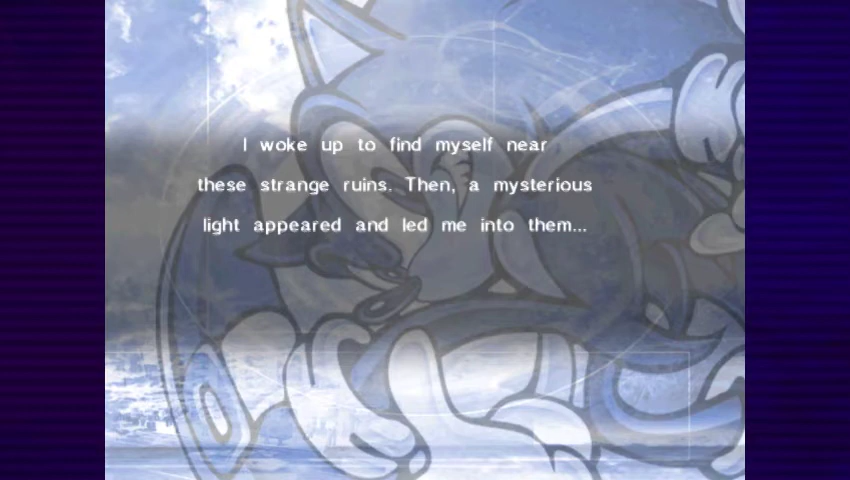 I woke up to find myself near
these strange ruins. Then, a mysterious
light appeared and led me into them...